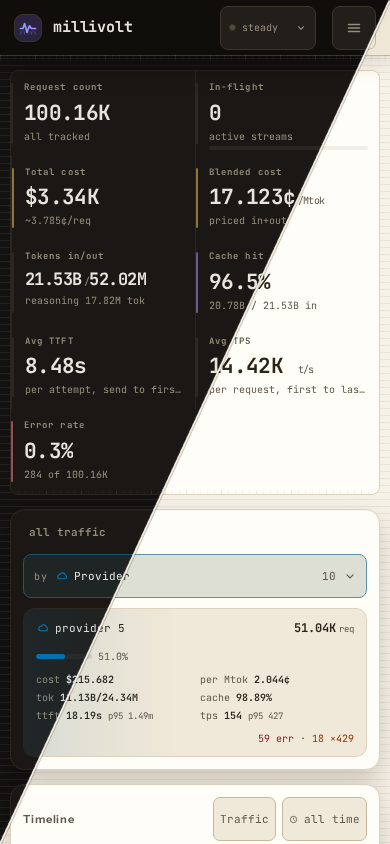 millivolt
steady
Request count
100.16K
all tracked
In-flight
0
active streams
Total cost
$3.34K
~3.785¢/req
Blended cost
17.123¢/Mtok
priced in+out
Tokens in/out
21.53B/52.02M
reasoning 17.82M tok
Cache hit
96.5%
20.78B / 21.53B in
Avg TTFT
8.48s
per attempt, send to firs…
Avg TPS
14.42K t/s
per request, first to las…
Error rate
0.3%
284 of 100.16K
all traffic
by Provider 10
provider 5 51.04K req
51.0%
cost $115.682 per Mtok 2.044¢
tok 11.13B/24.34M cache 98.89%
ttft 18.19s p95 1.49m tps 154 p95 427
59 err · 18 ×429
Timeline
Traffic
all time